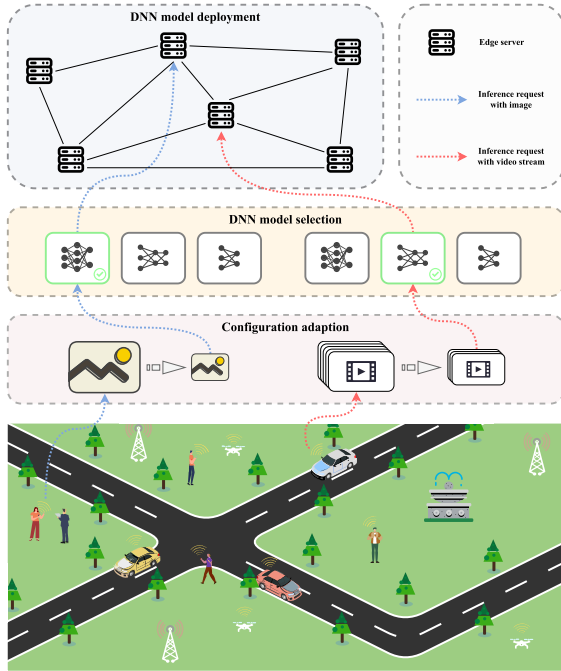 DNN model deployment
Edge server
Inference request
with image
Inference request
with video stream
DNN model selection
Configuration adaption